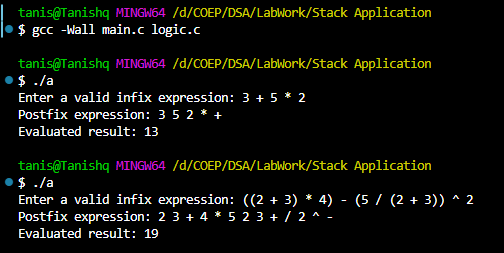 tanis@Tanishq MINGW64 /d/COEP/DSA/LabWork/Stack Application
$ gcc -Wall main.c logic.c
tanis@Tanishq MINGW64 /d/COEP/DSA/LabWork/Stack Application
$ ./a
Enter a valid infix expression: 3 + 5 * 2
Postfix expression: 3 5 2 * +
Evaluated result: 13
tanis@Tanishq MINGW64 /d/COEP/DSA/LabWork/Stack Application
$ ./a
Enter a valid infix expression: ((2 + 3) * 4) - (5 / (2 + 3)) ^ 2
Postfix expression: 2 3 + 4 * 5 2 3 + / 2 ^ -
Evaluated result: 19